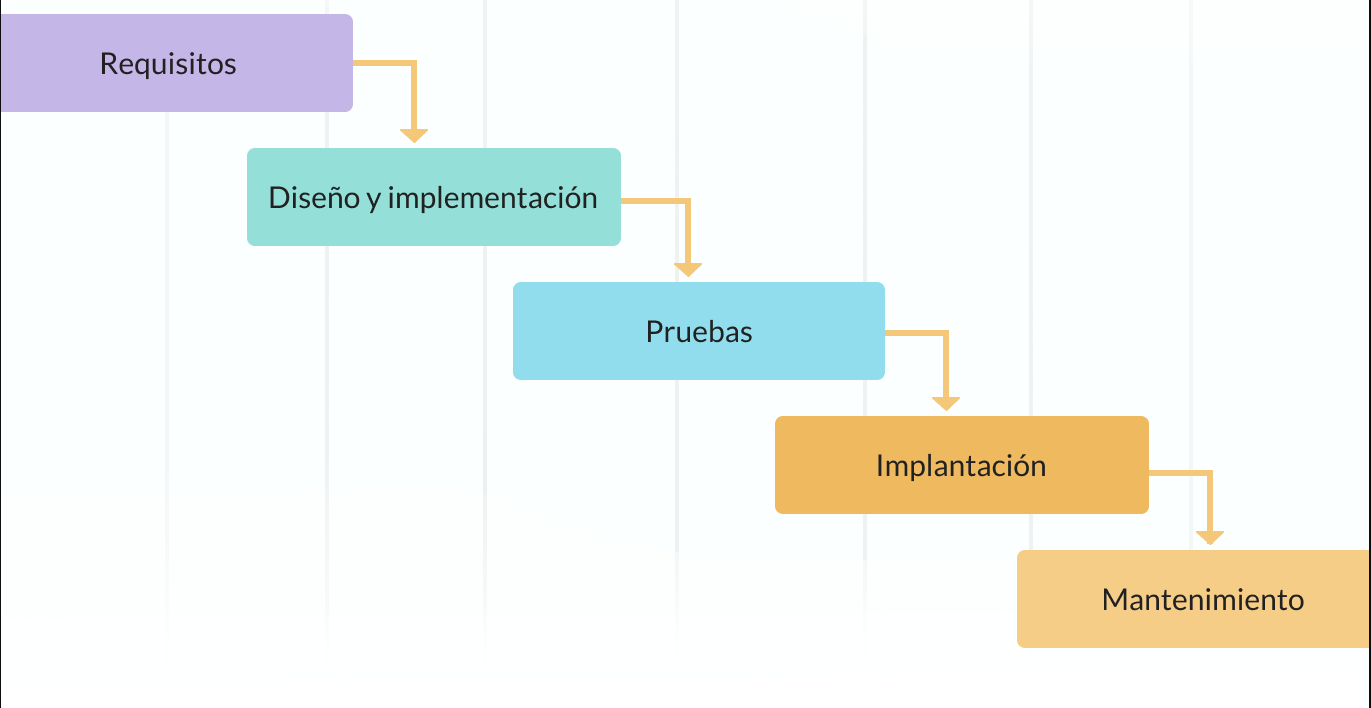 Requisitos
Diseño y implementación
Pruebas
Implantación
Mantenimiento